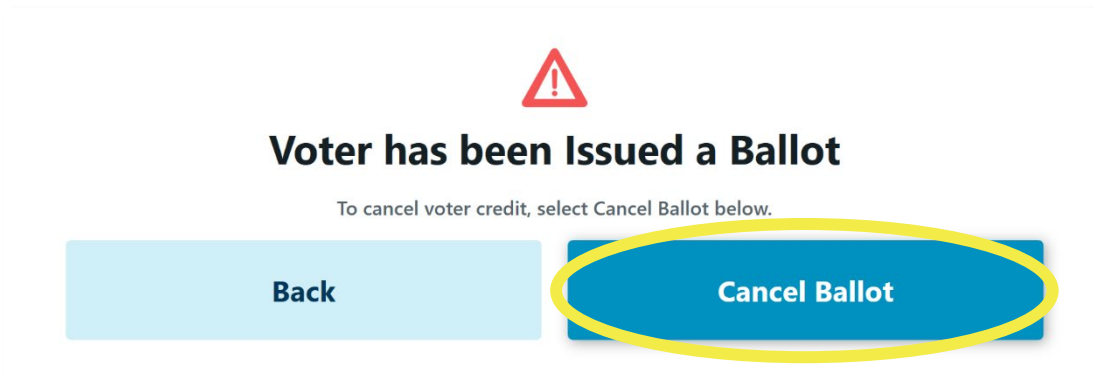 Voter has been Issued a Ballot
To cancel voter credit, select Cancel Ballot below.
Back
Cancel Ballot